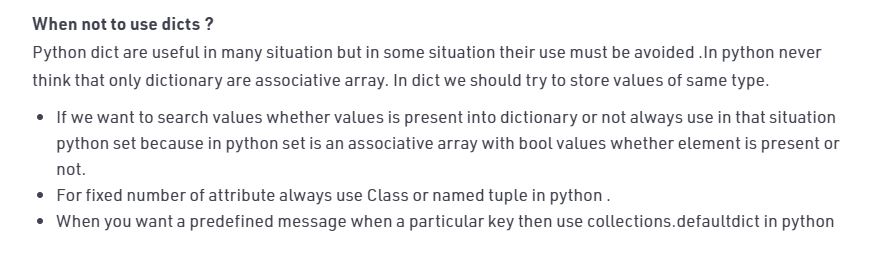 When not to use dicts ?
Python dict are useful in many situation but in some situation their use must be avoided .In python never
think that only dictionary are associative array. In dict we should try to store values of same type.
• If we want to search values whether values is present into dictionary or not always use in that situation
python set because in python set is an associative array with bool values whether element is present or
not.
• For fixed number of attribute always use Class or named tuple in python .
• When you want a predefined message when a particular key then use collections.defaultdict in python